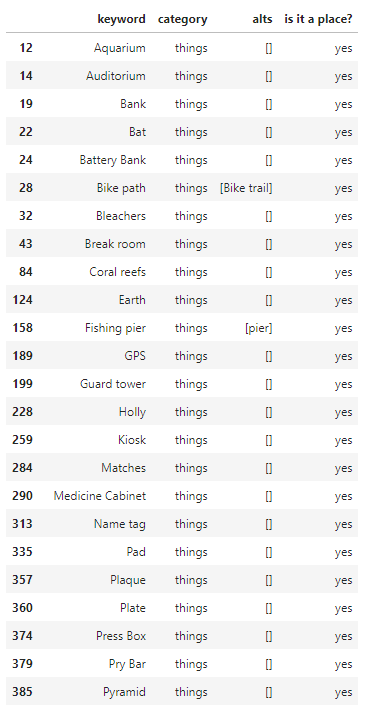 keyword category alts is it a place?
12 Aquarium things [] yes
14 Auditorium things [] yes
19 Bank things [] yes
22 Bat things [] yes
24 Battery Bank things [] yes
28 Bike path things [Bike trail] yes
32 Bleachers things [] yes
43 Break room things [] yes
84 Coral reefs things [] yes
124 Earth things [] yes
158 Fishing pier things [pier] yes
189 GPS things [] yes
199 Guard tower things [] yes
228 Holly things [] yes
259 Kiosk things [] yes
284 Matches things [] yes
290 Medicine Cabinet things [] yes
313 Name tag things [] yes
335 Pad things [] yes
357 Plaque things [] yes
360 Plate things [] yes
374 Press Box things [] yes
379 Pry Bar things [] yes
385 Pyramid things [] yes